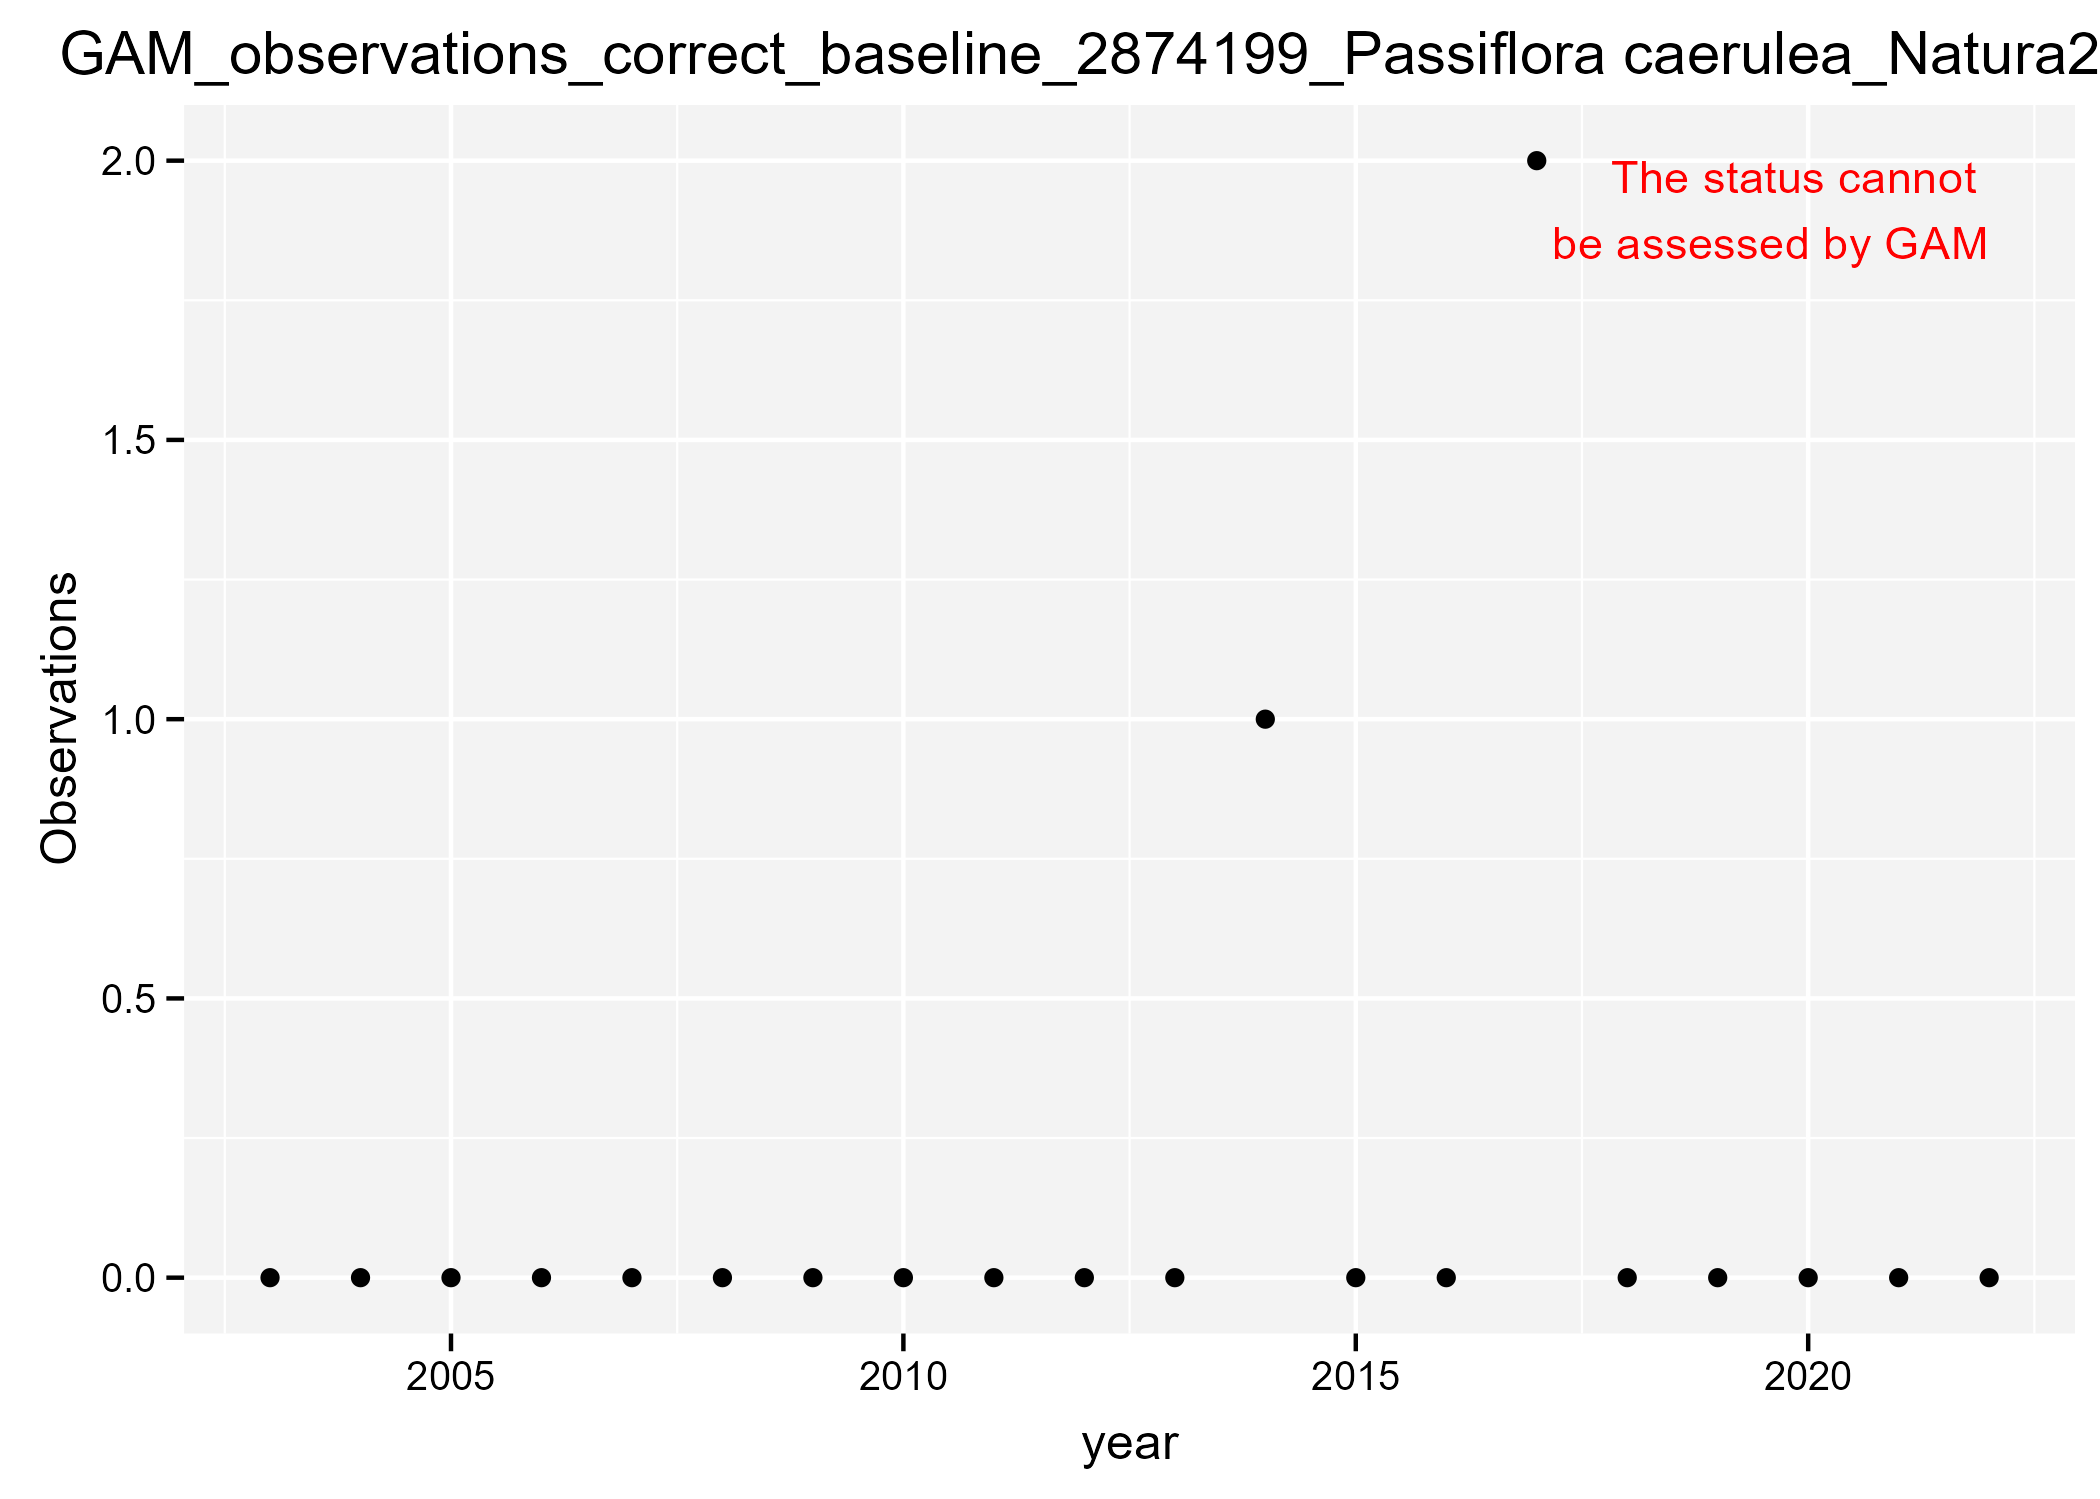 GAM_observations_correct_baseline_2874199_Passiflora caerulea_Natura2
The status cannot
be assessed by GAM
2.0
1.5
1.0
0.5
0.0
Observations
2005 2010 2015 2020
year